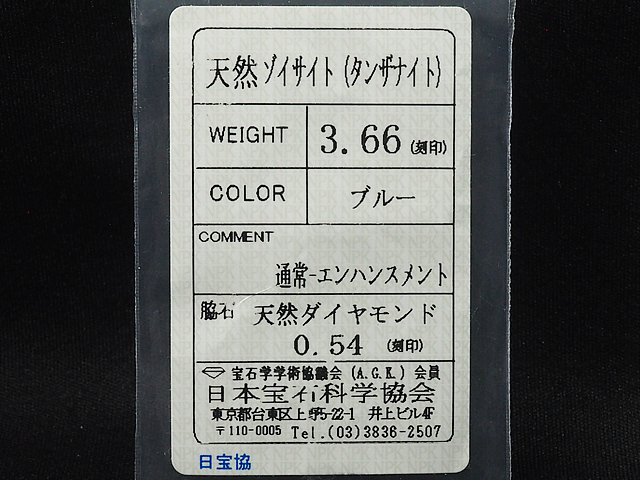 天然ゾイサイト(タンザナイト)
WEIGHT 3.66 (刻印)
COLOR ブルー
COMMENT
通常-エンハンスメント
脇石 天然ダイヤモンド
0.54 (刻印)
宝石学学術協議会 (A.G.K.) 会員
日本宝石科学協会
東京都台東区上野5-22-1 井上ビル4F
〒110-0005 Tel.(03)3836-2507
日宝協